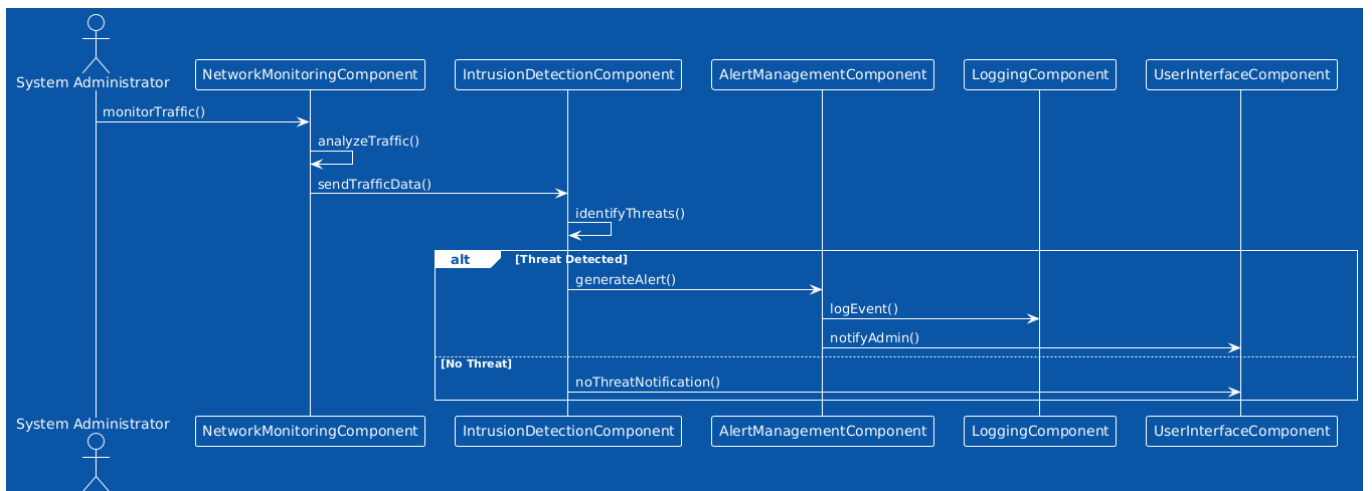 System Administrator
NetworkMonitoringComponent
IntrusionDetectionComponent
AlertManagementComponent
LoggingComponent
UserInterfaceComponent
monitorTraffic()
analyzeTraffic()
sendTrafficData()
identifyThreats()
alt
[Threat Detected]
generateAlert()
logEvent()
notifyAdmin()
[No Threat]
noThreatNotification()
System Administrator
NetworkMonitoringComponent
IntrusionDetectionComponent
AlertManagementComponent
LoggingComponent
UserInterfaceComponent